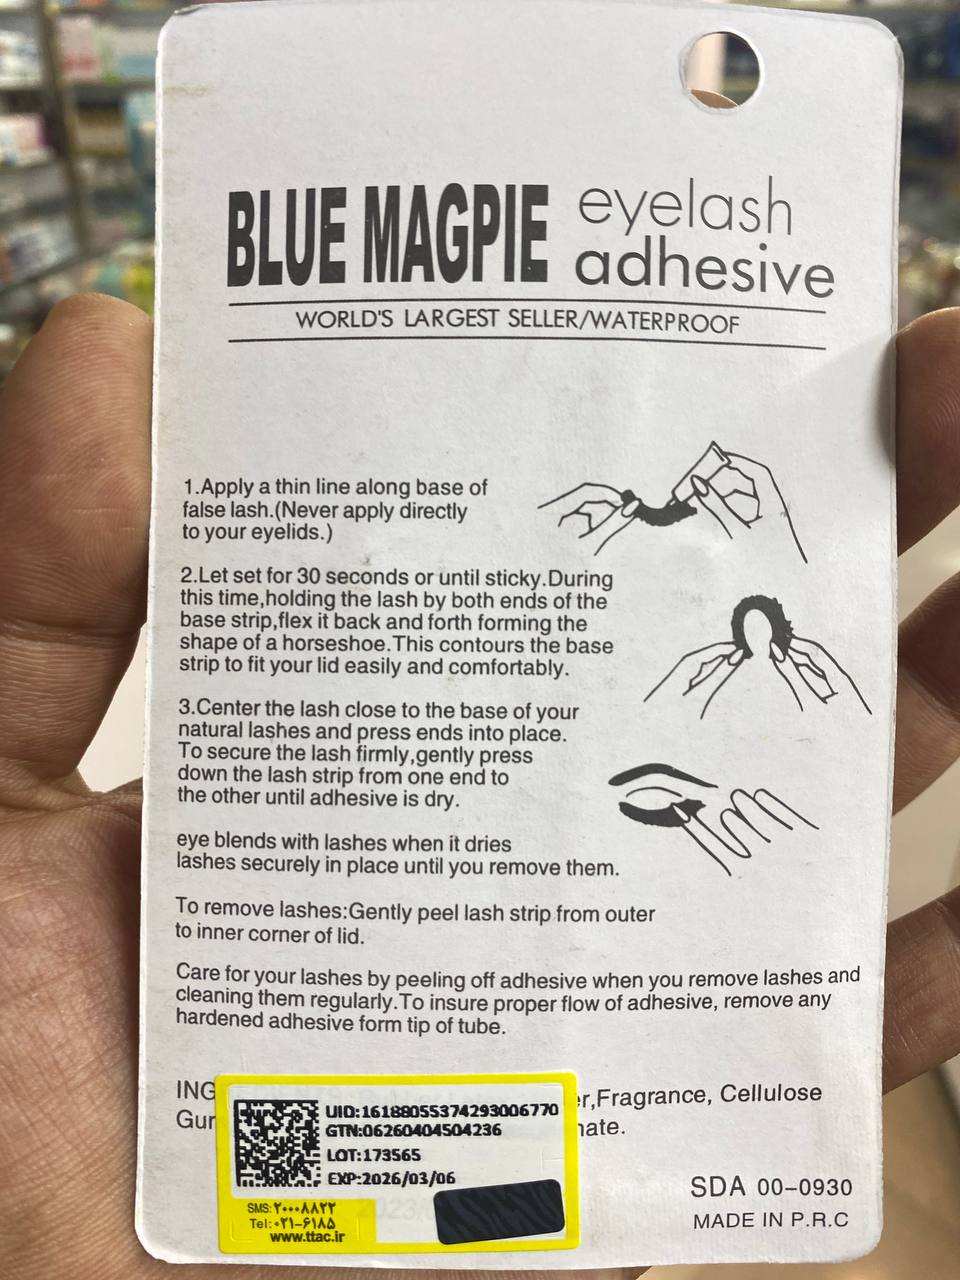 BLUE MAGPIE eyelash adhesive
WORLD'S LARGEST SELLER/WATERPROOF
1.Apply a thin line along base of
false lash.(Never apply directly
to your eyelids.)
2.Let set for 30 seconds or until sticky.During
this time,holding the lash by both ends of the
base strip,flex it back and forth forming the
shape of a horseshoe.This contours the base
strip to fit your lid easily and comfortably.
3.Center the lash close to the base of your
natural lashes and press ends into place.
To secure the lash firmly,gently press
down the lash strip from one end to
the other until adhesive is dry.
eye blends with lashes when it dries
lashes securely in place until you remove them.
To remove lashes:Gently peel lash strip from outer
to inner corner of lid.
Care for your lashes by peeling off adhesive when you remove lashes and
cleaning them regularly.To insure proper flow of adhesive, remove any
hardened adhesive form tip of tube.
Fragrance, Cellulose
UID:16188055374293006770
GTN:06260404504236
LOT:173565
EXP:2026/03/06
SMS:۲۰۰۰۸۸۲۲
Tel:۰۲۱-۶۱۸۵
www.ttac.ir
SDA 00-0930
MADE IN P.R.C